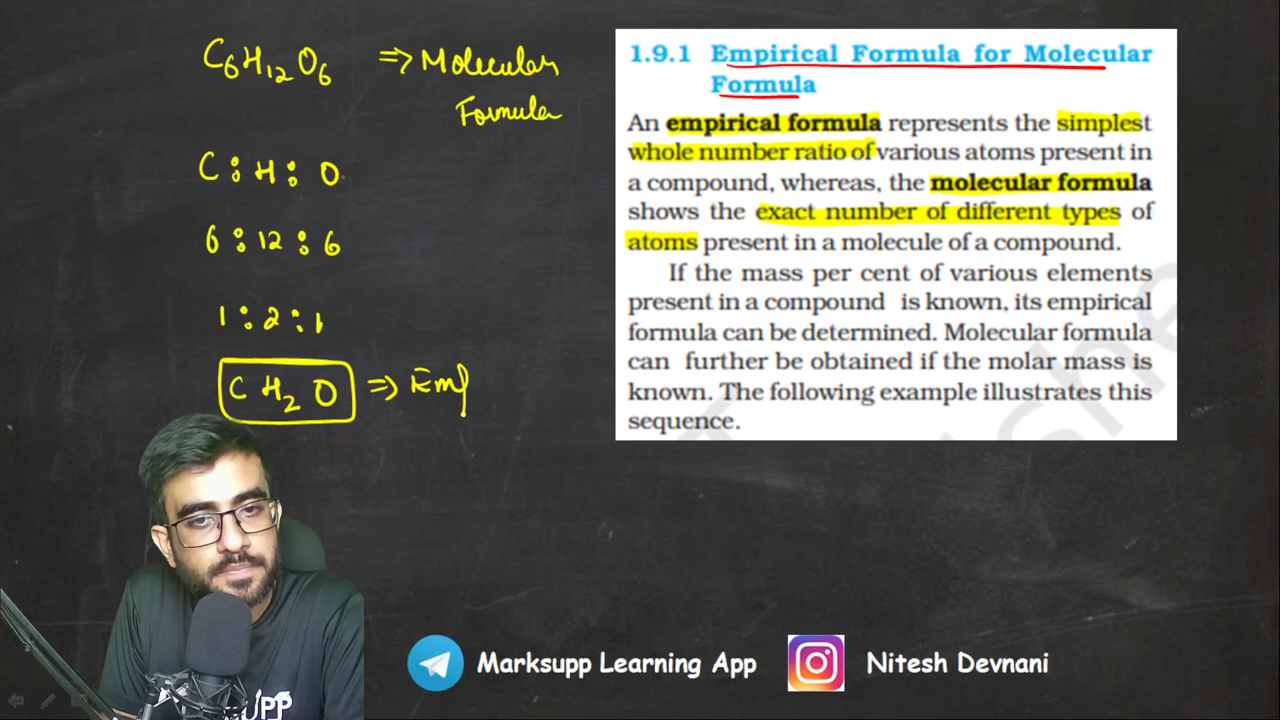 C6H12O6 => Molecular
Formula
C : H : O
6 : 12 : 6
1 : 2 : 1
CH2O => Emp
1.9.1 Empirical Formula for Molecular
Formula
An empirical formula represents the simplest
whole number ratio of various atoms present in
a compound, whereas, the molecular formula
shows the exact number of different types of
atoms present in a molecule of a compound.
If the mass per cent of various elements
present in a compound is known, its empirical
formula can be determined. Molecular formula
can further be obtained if the molar mass is
known. The following example illustrates this
sequence.
Marksupp Learning App
Nitesh Devnani